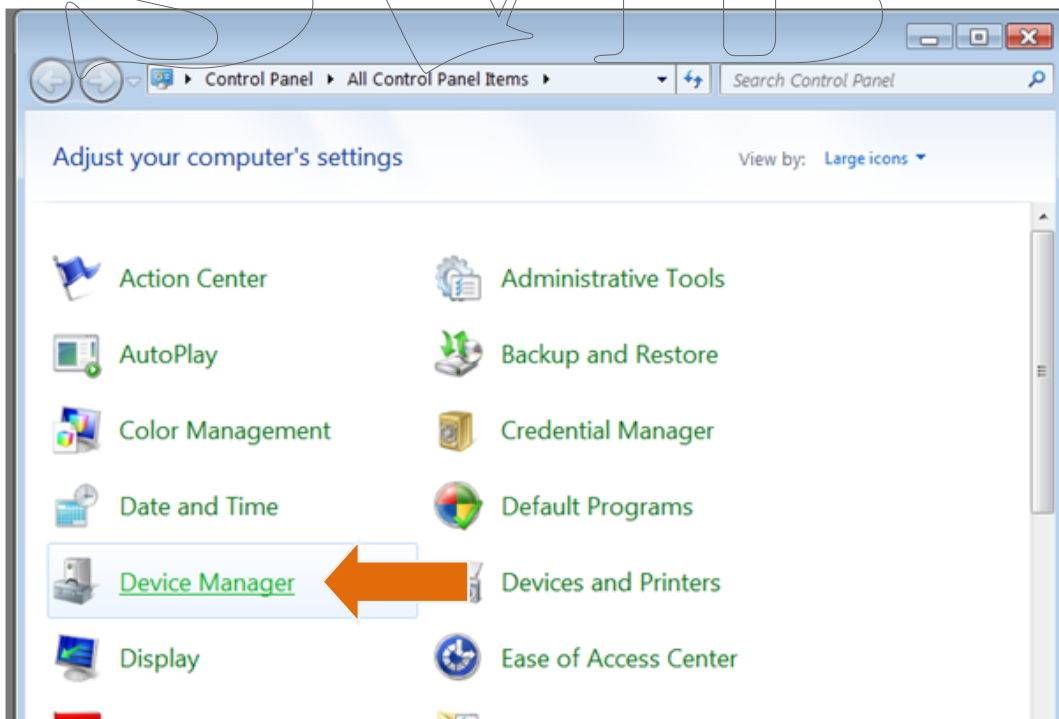 Control Panel All Control Panel Items Search Control Panel
Adjust your computer's settings View by: Large icons
Action Center Administrative Tools
AutoPlay Backup and Restore
Color Management Credential Manager
Date and Time Default Programs
Device Manager Devices and Printers
Display Ease of Access Center